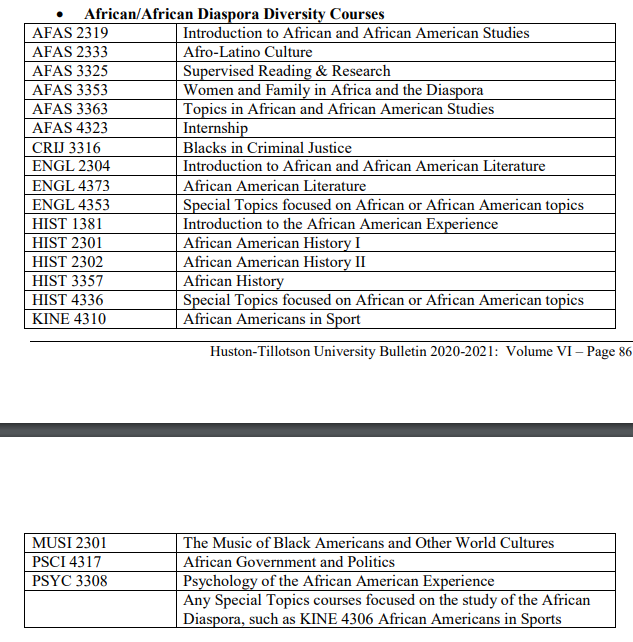 • African/African Diaspora Diversity Courses
AFAS 2319 Introduction to African and African American Studies
AFAS 2333 Afro-Latino Culture
AFAS 3325 Supervised Reading & Research
AFAS 3353 Women and Family in Africa and the Diaspora
AFAS 3363 Topics in African and African American Studies
AFAS 4323 Internship
CRIJ 3316 Blacks in Criminal Justice
ENGL 2304 Introduction to African and African American Literature
ENGL 4373 African American Literature
ENGL 4353 Special Topics focused on African or African American topics
HIST 1381 Introduction to the African American Experience
HIST 2301 African American History I
HIST 2302 African American History II
HIST 3357 African History
HIST 4336 Special Topics focused on African or African American topics
KINE 4310 African Americans in Sport
Huston-Tillotson University Bulletin 2020-2021: Volume VI – Page 86
MUSI 2301 The Music of Black Americans and Other World Cultures
PSCI 4317 African Government and Politics
PSYC 3308 Psychology of the African American Experience
Any Special Topics courses focused on the study of the African
Diaspora, such as KINE 4306 African Americans in Sports